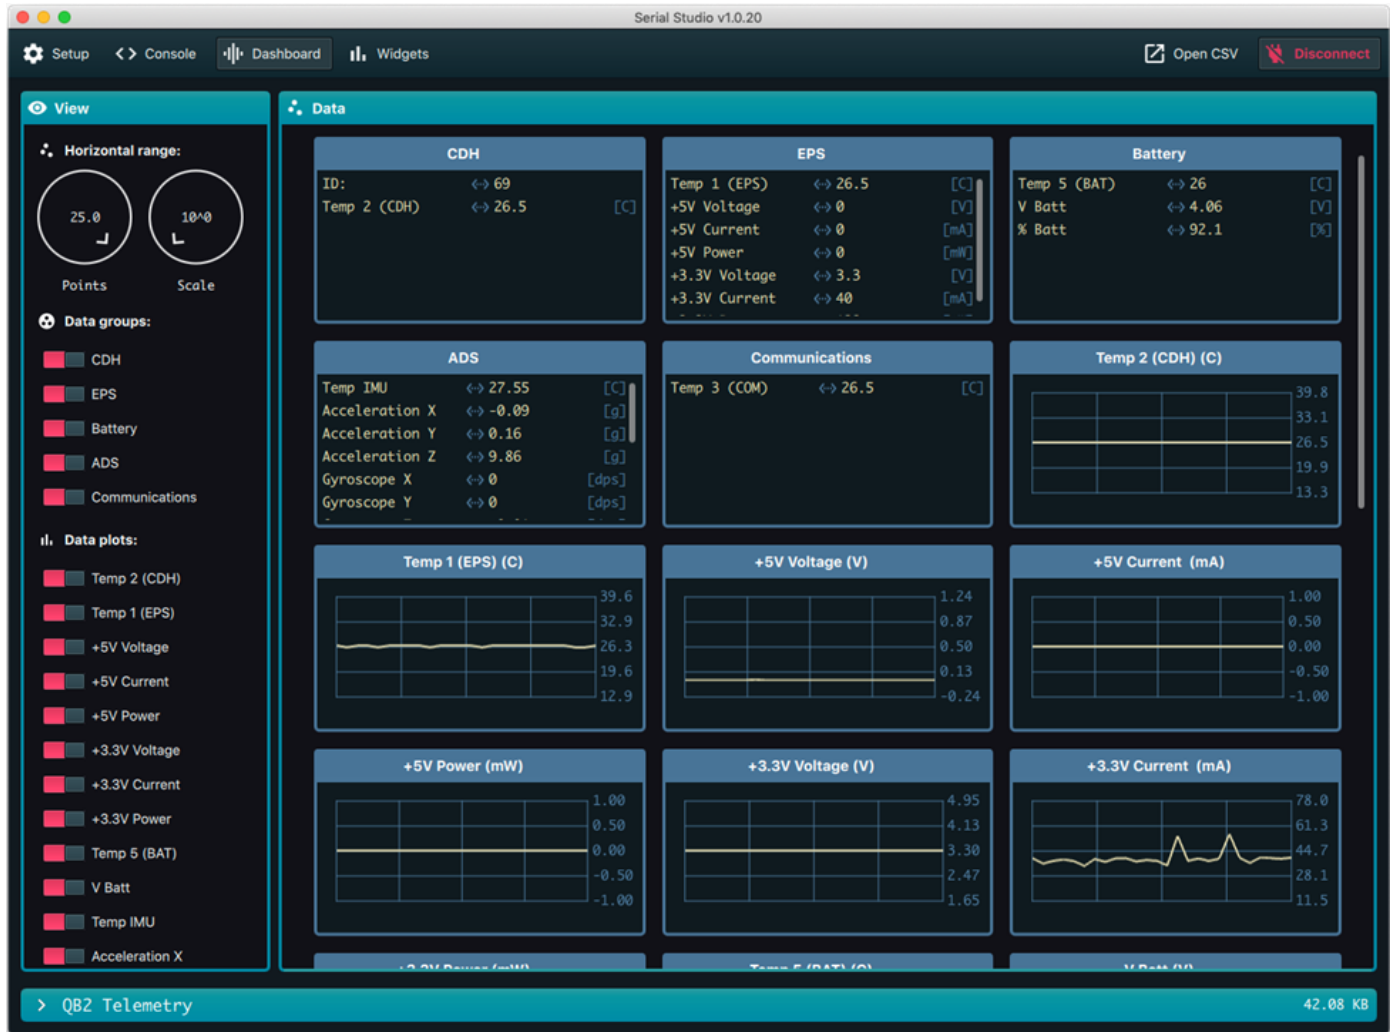 Serial Studio v1.0.20
Setup
Console
Dashboard
Widgets
Open CSV
Disconnect
View
Horizontal range:
25.0
10^0
Points
Scale
Data groups:
CDH
EPS
Battery
ADS
Communications
Data plots:
Temp 2 (CDH)
Temp 1 (EPS)
+5V Voltage
+5V Current
+5V Power
+3.3V Voltage
+3.3V Current
+3.3V Power
Temp 5 (BAT)
V Batt
Temp IMU
Acceleration X
Data
CDH
ID: 69
Temp 2 (CDH) 26.5 [C]
EPS
Temp 1 (EPS) 26.5 [C]
+5V Voltage 0 [V]
+5V Current 0 [mA]
+5V Power 0 [mW]
+3.3V Voltage 3.3 [V]
+3.3V Current 40 [mA]
Battery
Temp 5 (BAT) 26 [C]
V Batt 4.06 [V]
% Batt 92.1 [%]
ADS
Temp IMU 27.55 [C]
Acceleration X -0.09 [g]
Acceleration Y 0.16 [g]
Acceleration Z 9.86 [g]
Gyroscope X 0 [dps]
Gyroscope Y 0 [dps]
Communications
Temp 3 (COM) 26.5 [C]
Temp 2 (CDH) (C)
39.8
33.1
26.5
19.9
13.3
Temp 1 (EPS) (C)
39.6
32.9
26.3
19.6
12.9
+5V Voltage (V)
1.24
0.87
0.50
0.13
-0.24
+5V Current (mA)
1.00
0.50
0.00
-0.50
-1.00
+5V Power (mW)
1.00
0.50
0.00
-0.50
-1.00
+3.3V Voltage (V)
4.95
4.13
3.30
2.47
1.65
+3.3V Current (mA)
78.0
61.3
44.7
28.1
11.5
+3.3V Power (mW)
Temp 5 (BAT) (C)
V Batt (V)
QB2 Telemetry
42.08 KB